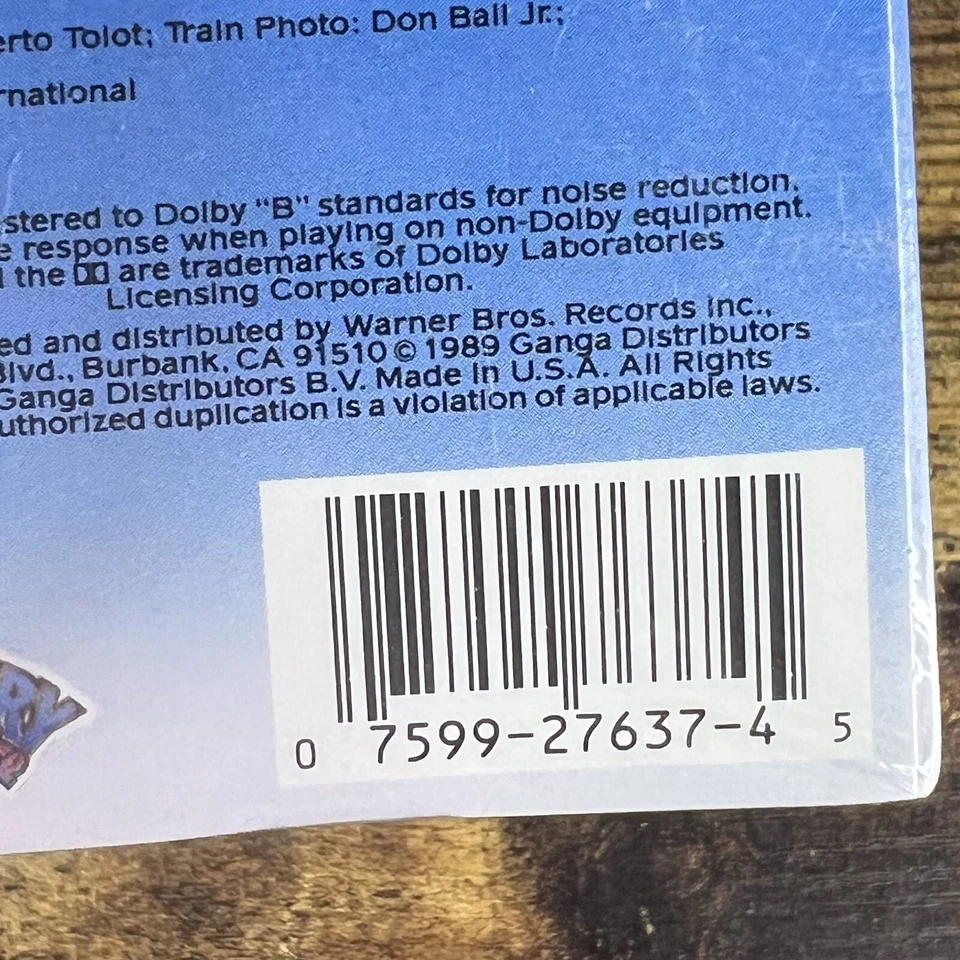 erto Tolot; Train Photo: Don Ball Jr.;
rnational
stered to Dolby "B" standards for noise reduction.
e response when playing on non-Dolby equipment.
the are trademarks of Dolby Laboratories
Licensing Corporation.
ed and distributed by Warner Bros. Records Inc.,
Blvd., Burbank, CA 91510 © 1989 Ganga Distributors
Ganga Distributors B.V. Made in U.S.A. All Rights
uthorized duplication is a violation of applicable laws.
0 7599-27637-4 5